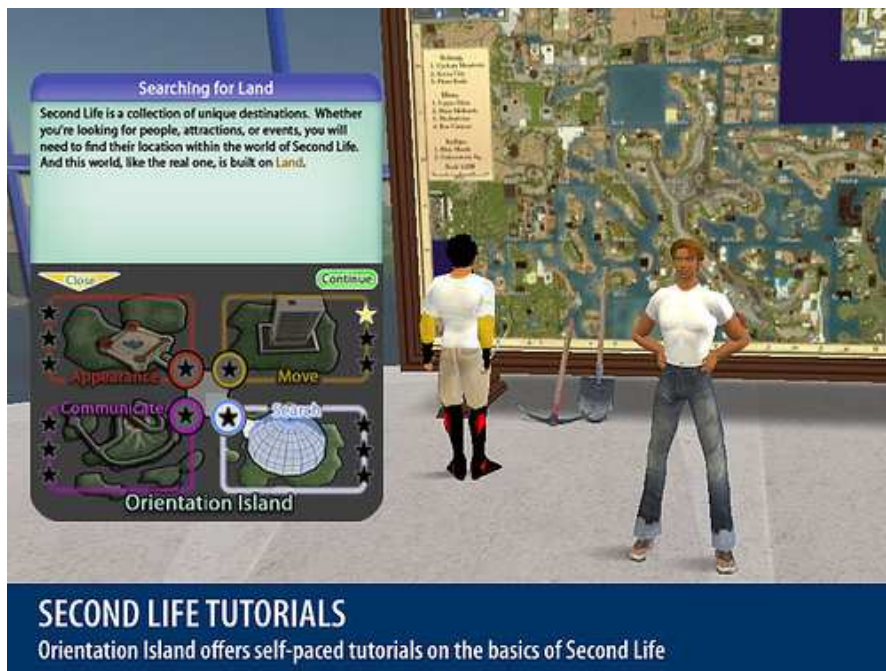 Searching for Land
Second Life is a collection of unique destinations. Whether
you're looking for people, attractions, or events, you will
need to find their location within the world of Second Life.
And this world, like the real one, is built on Land.
Close
Continue
Appearance
Move
Communicate
Search
Orientation Island
SECOND LIFE TUTORIALS
Orientation Island offers self-paced tutorials on the basics of Second Life